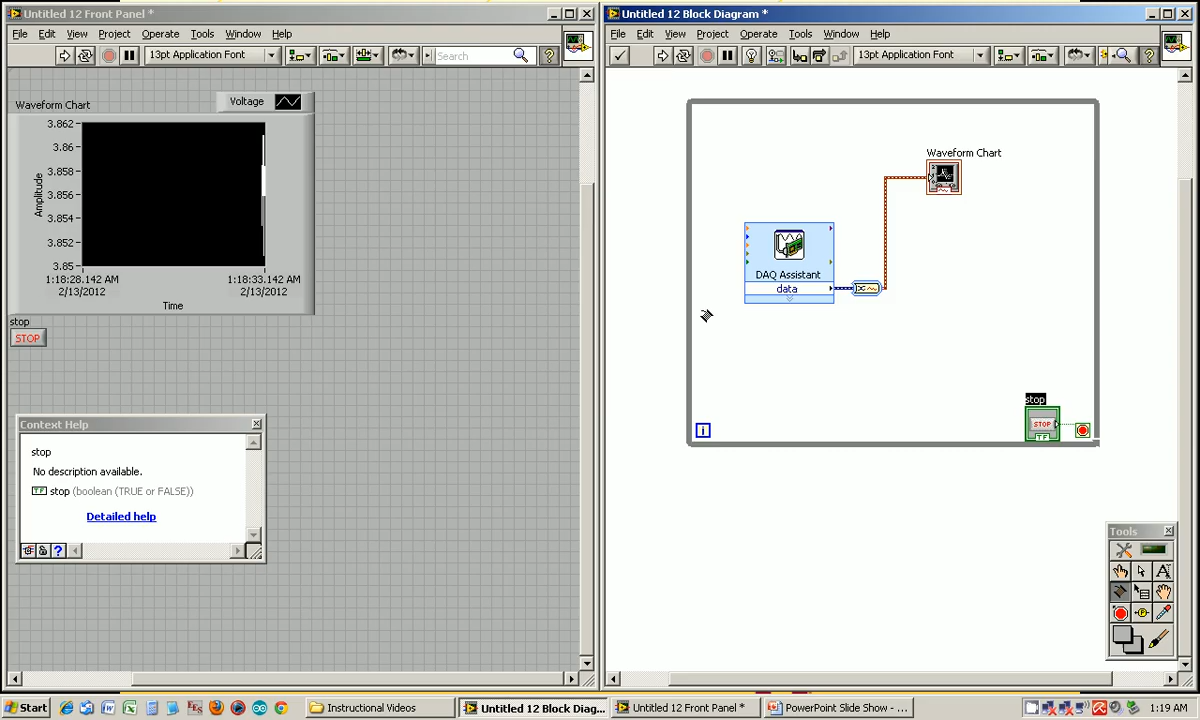 Untitled 12 Front Panel *
File Edit View Project Operate Tools Window Help
13pt Application Font
Search
Waveform Chart
Voltage
3.862
3.86
3.858
3.856
3.854
3.852
3.85
Amplitude
1:18:28.142 AM
2/13/2012
1:18:33.142 AM
2/13/2012
Time
stop
STOP
Context Help
stop
No description available.
TF stop (boolean (TRUE or FALSE))
Detailed help
Untitled 12 Block Diagram *
File Edit View Project Operate Tools Window Help
13pt Application Font
Waveform Chart
DAQ Assistant
data
stop
STOP
TF
i
Tools
Start
Instructional Videos
Untitled 12 Block Diag...
Untitled 12 Front Panel *
PowerPoint Slide Show - ...
1:19 AM